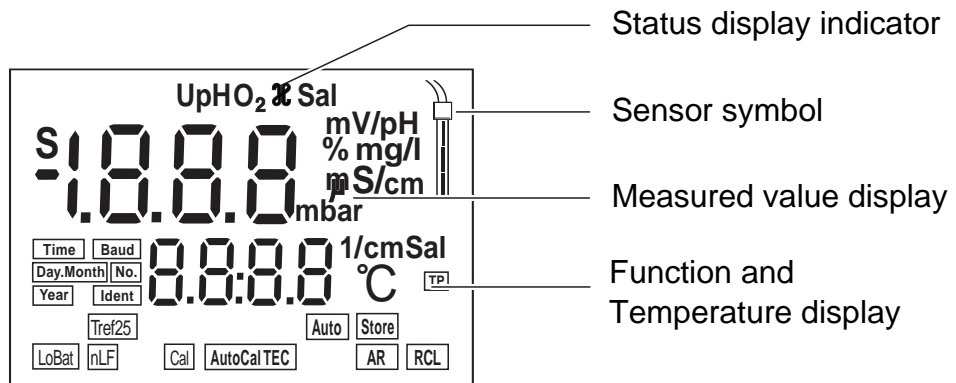 Status display indicator
UpHO₂ ϰ Sal
Sensor symbol
mV/pH
S
% mg/l
-1.8.8.8
mS/cm
μ
Measured value display
mbar
1/cmSal
Time Baud
8.8:8.8
Day.Month No.
°C
TP
Function and
Temperature display
Year Ident
Tref25 Auto Store
LoBat nLF Cal AutoCal TEC AR RCL